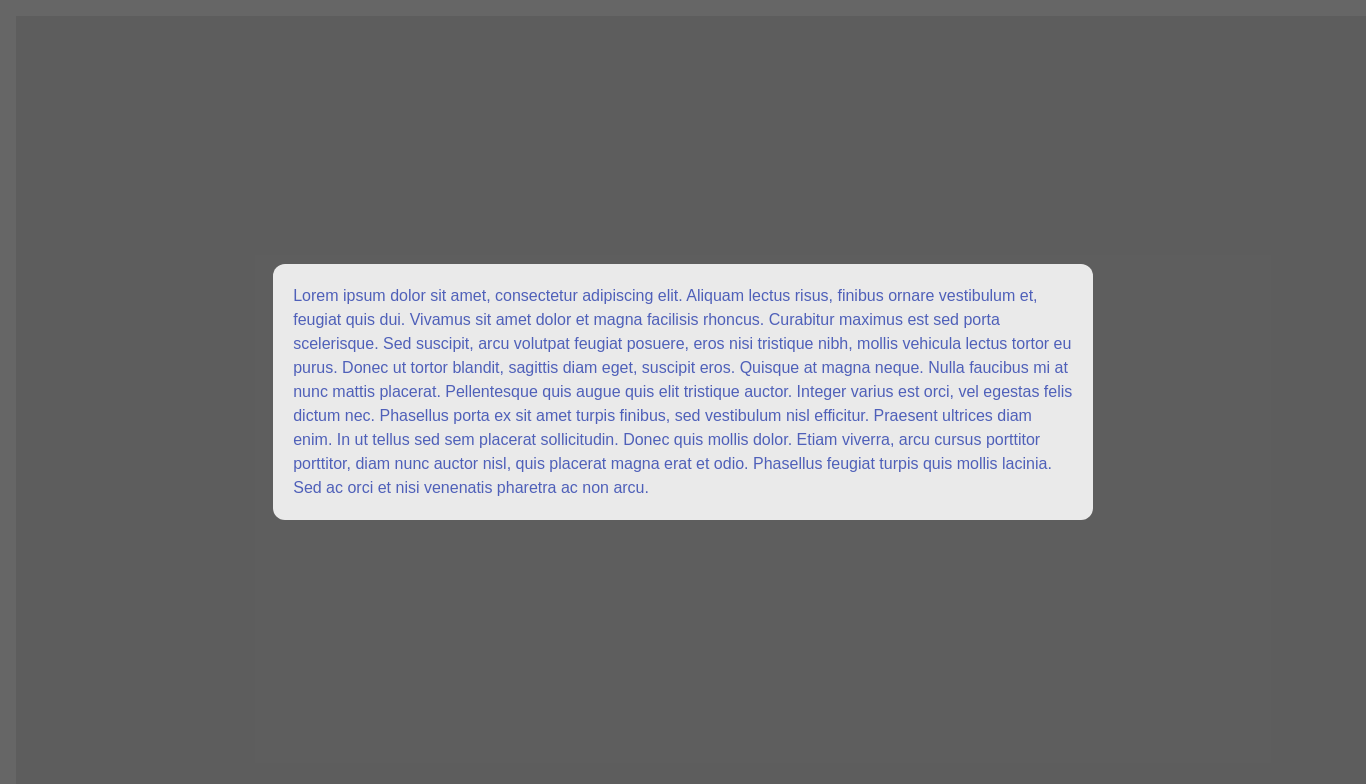 Lorem ipsum dolor sit amet, consectetur adipiscing elit. Aliquam lectus risus, finibus ornare vestibulum et,
feugiat quis dui. Vivamus sit amet dolor et magna facilisis rhoncus. Curabitur maximus est sed porta
scelerisque. Sed suscipit, arcu volutpat feugiat posuere, eros nisi tristique nibh, mollis vehicula lectus tortor eu
purus. Donec ut tortor blandit, sagittis diam eget, suscipit eros. Quisque at magna neque. Nulla faucibus mi at
nunc mattis placerat. Pellentesque quis augue quis elit tristique auctor. Integer varius est orci, vel egestas felis
dictum nec. Phasellus porta ex sit amet turpis finibus, sed vestibulum nisl efficitur. Praesent ultrices diam
enim. In ut tellus sed sem placerat sollicitudin. Donec quis mollis dolor. Etiam viverra, arcu cursus porttitor
porttitor, diam nunc auctor nisl, quis placerat magna erat et odio. Phasellus feugiat turpis quis mollis lacinia.
Sed ac orci et nisi venenatis pharetra ac non arcu.